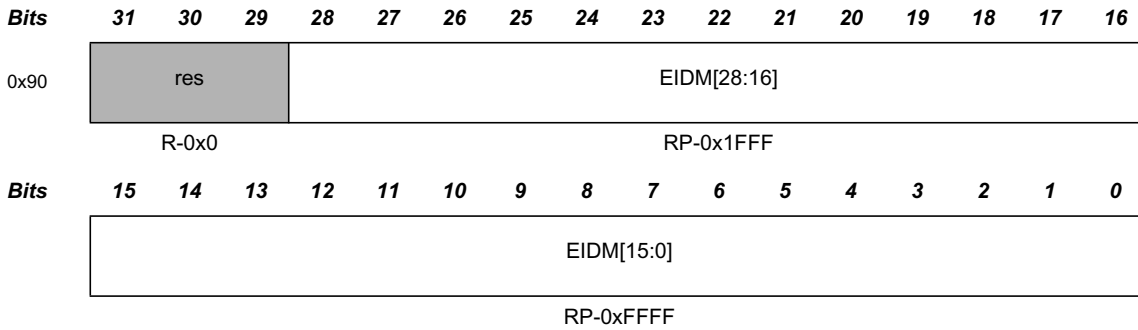 Bits 31 30 29 28 27 26 25 24 23 22 21 20 19 18 17 16
0x90 res EIDM[28:16]
R-0x0 RP-0x1FFF
Bits 15 14 13 12 11 10 9 8 7 6 5 4 3 2 1 0
EIDM[15:0]
RP-0xFFFF